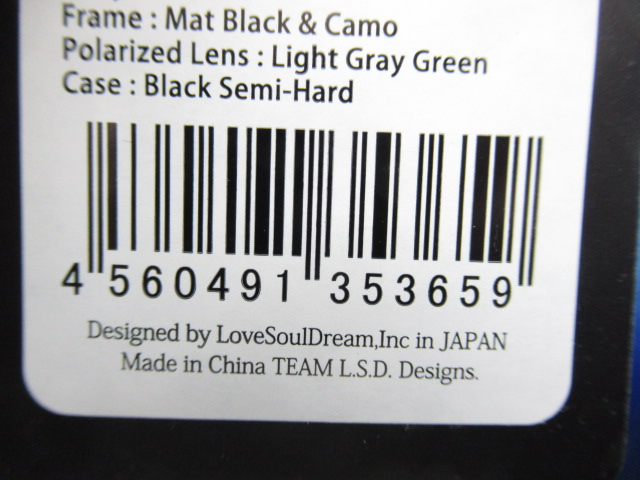 Frame : Mat Black & Camo
Polarized Lens : Light Gray Green
Case : Black Semi-Hard
4 560491 353659
Designed by LoveSoulDream,Inc in JAPAN
Made in China TEAM L.S.D. Designs.